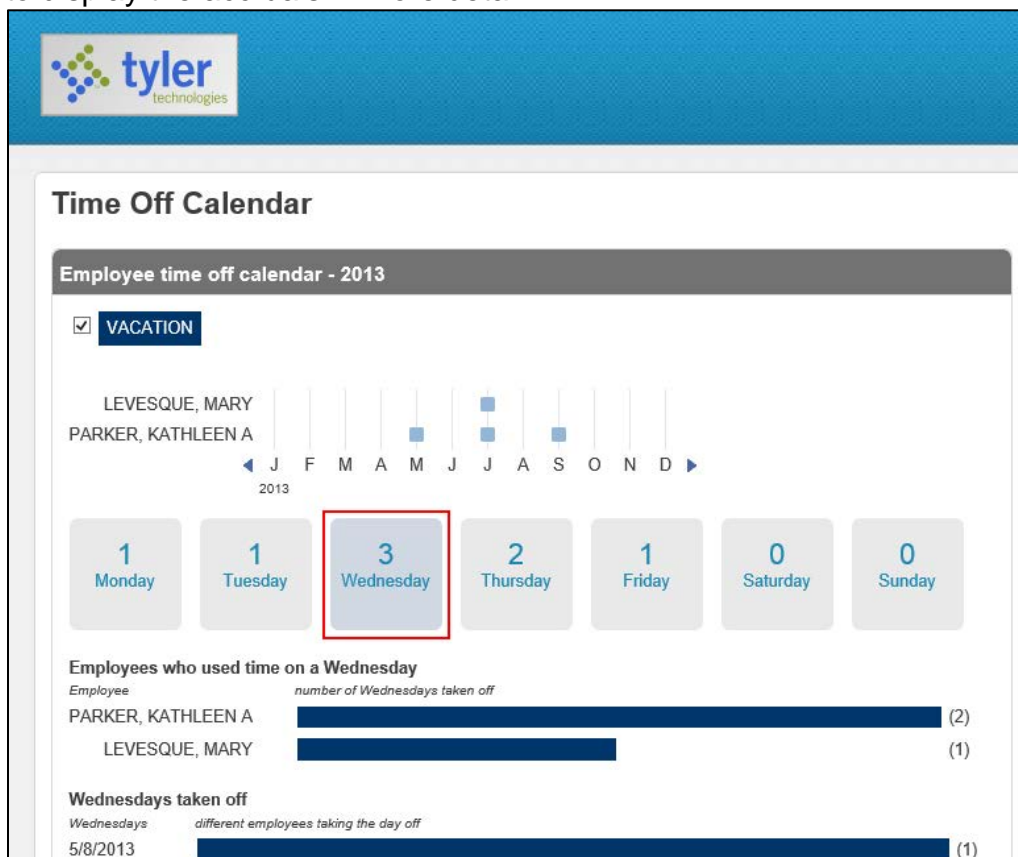 tyler
technologies
Time Off Calendar
Employee time off calendar - 2013
VACATION
LEVESQUE, MARY
PARKER, KATHLEEN A
J F M A M J J A S O N D
2013
1 1 3 2 1 0 0
Monday Tuesday Wednesday Thursday Friday Saturday Sunday
Employees who used time on a Wednesday
Employee number of Wednesdays taken off
PARKER, KATHLEEN A (2)
LEVESQUE, MARY (1)
Wednesdays taken off
Wednesdays different employees taking the day off
5/8/2013 (1)